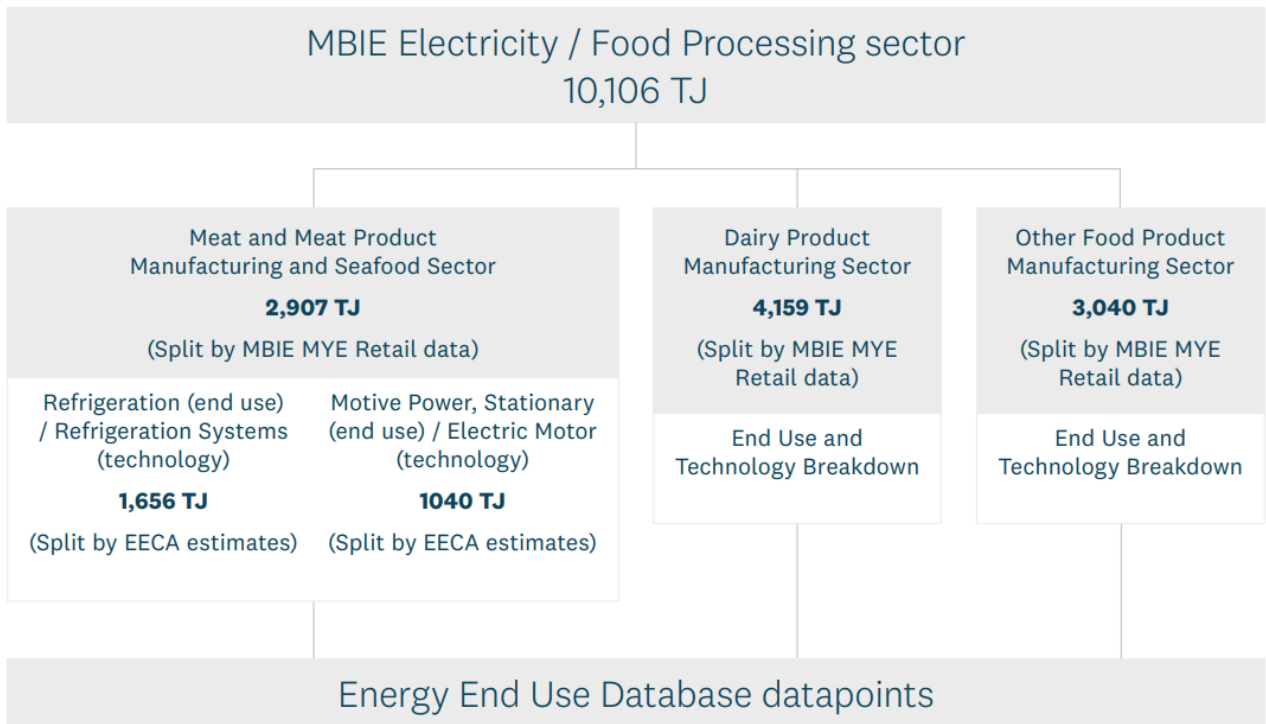 MBIE Electricity / Food Processing sector
10,106 TJ
Meat and Meat Product
Manufacturing and Seafood Sector
2,907 TJ
(Split by MBIE MYE Retail data)
Refrigeration (end use)
/ Refrigeration Systems
(technology)
1,656 TJ
(Split by EECA estimates)
Motive Power, Stationary
(end use) / Electric Motor
(technology)
1040 TJ
(Split by EECA estimates)
Dairy Product
Manufacturing Sector
4,159 TJ
(Split by MBIE MYE
Retail data)
End Use and
Technology Breakdown
Other Food Product
Manufacturing Sector
3,040 TJ
(Split by MBIE MYE
Retail data)
End Use and
Technology Breakdown
Energy End Use Database datapoints